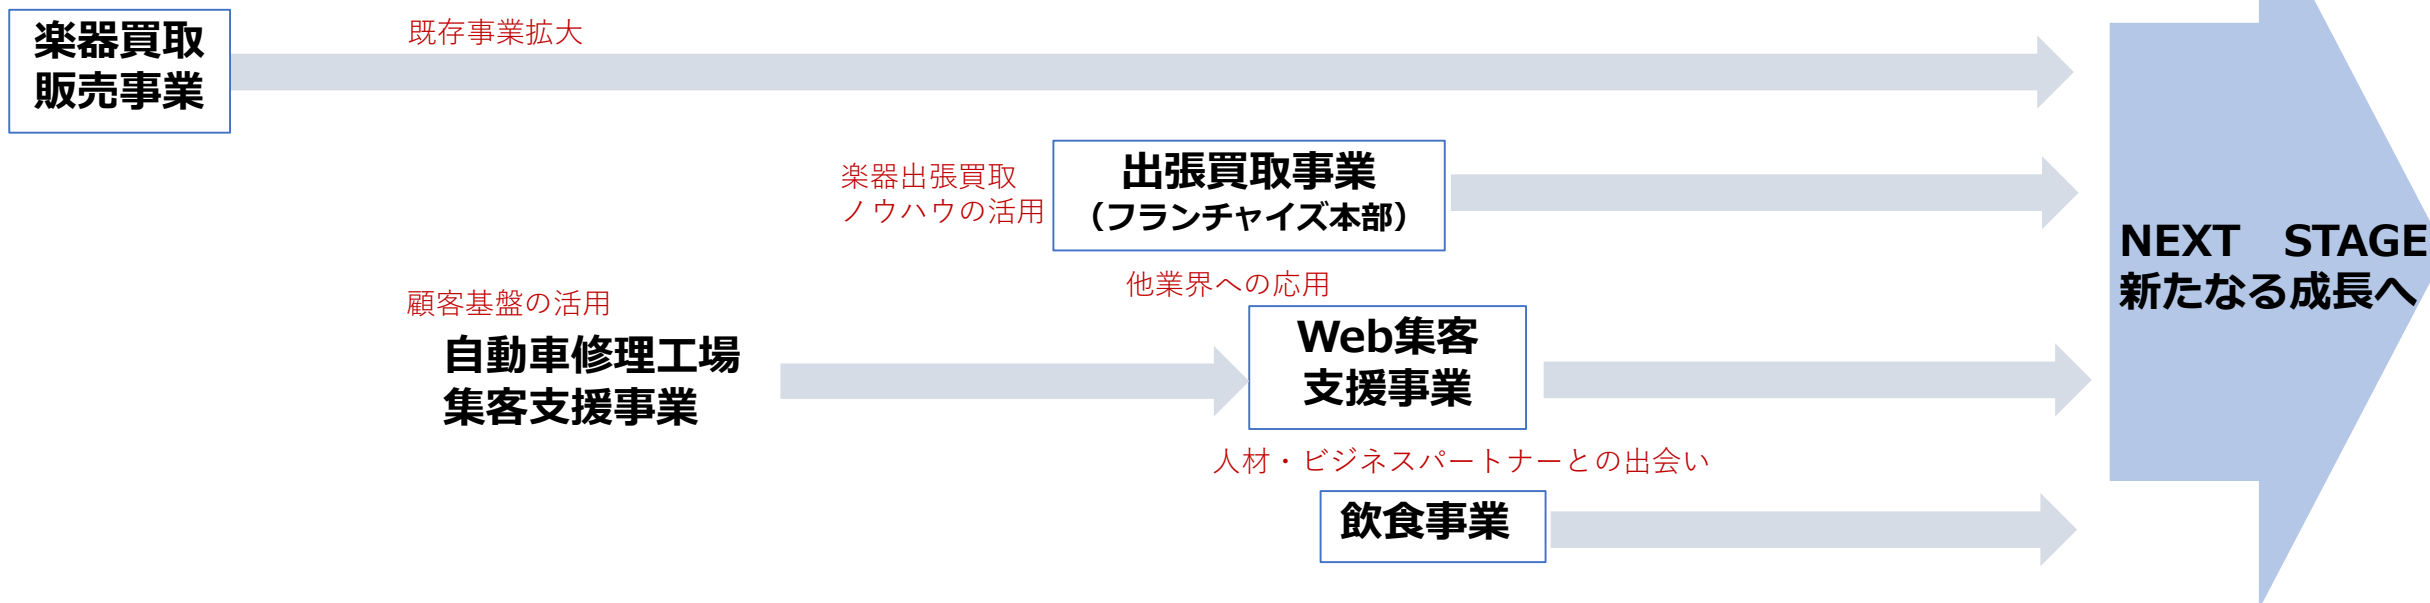 楽器買取
販売事業
既存事業拡大
楽器出張買取
ノウハウの活用
出張買取事業
（フランチャイズ本部）
顧客基盤の活用
自動車修理工場
集客支援事業
他業界への応用
Web集客
支援事業
人材・ビジネスパートナーとの出会い
飲食事業
NEXT　STAGE
新たなる成長へ